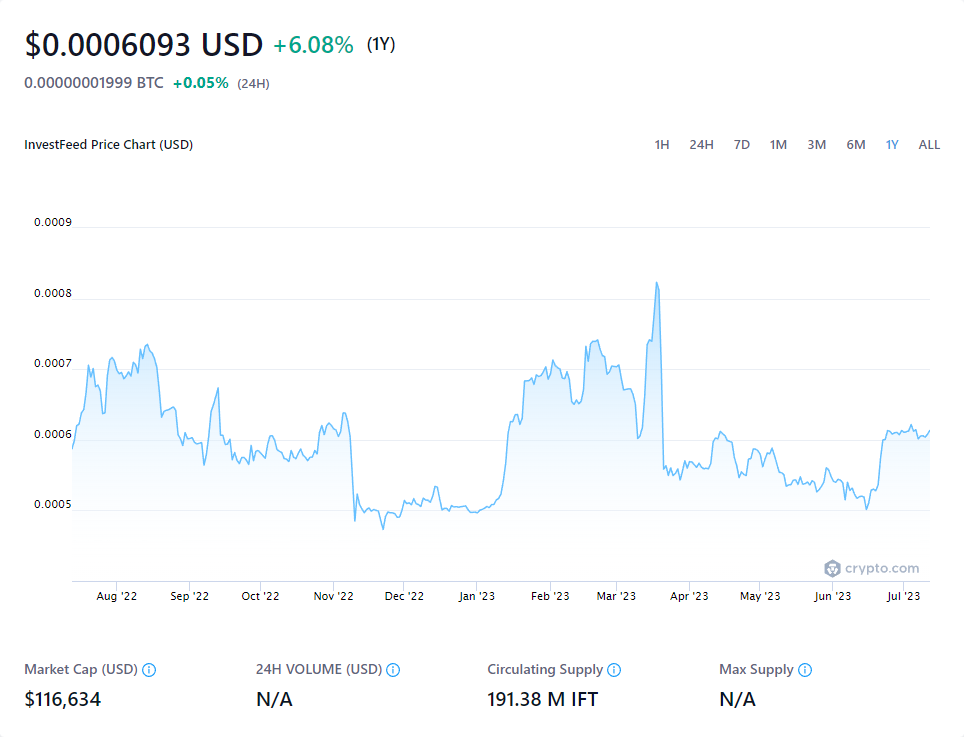 $0.0006093 USD +6.08% (1Y)
0.00000001999 BTC +0.05% (24H)
InvestFeed Price Chart (USD) 1H 24H 7D 1M 3M 6M 1Y ALL
0.0009
0.0008
0.0007
0.0006
0.0005
crypto.com
Aug '22 Sep '22 Oct '22 Nov '22 Dec '22 Jan '23 Feb '23 Mar '23 Apr '23 May '23 Jun '23 Jul '23
Market Cap (USD) 24H VOLUME (USD) Circulating Supply Max Supply
$116,634 N/A 191.38 M IFT N/A